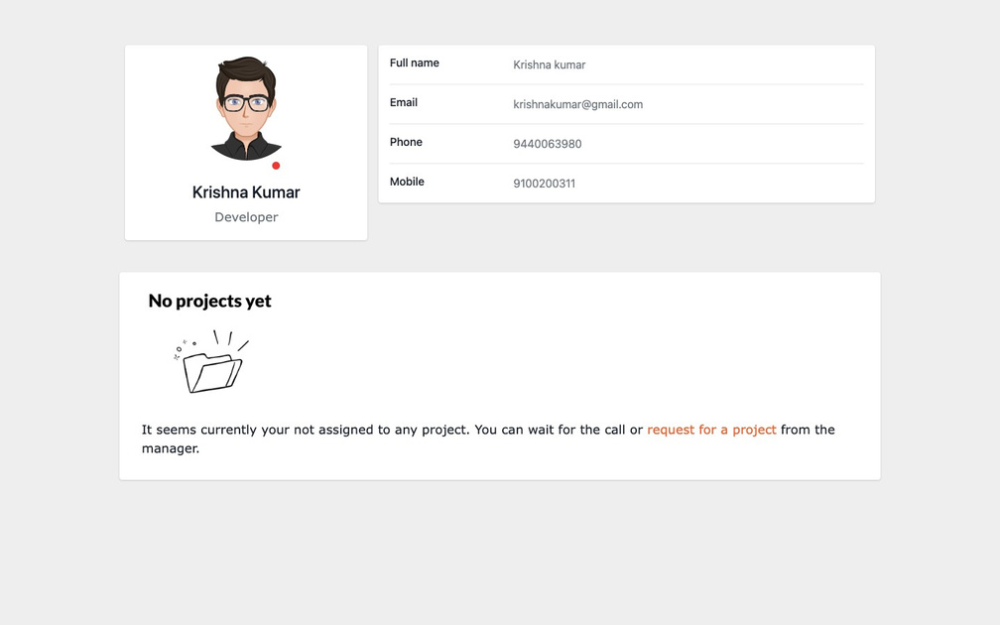 Krishna Kumar
Developer
Full name Krishna kumar
Email krishnakumar@gmail.com
Phone 9440063980
Mobile 9100200311
No projects yet
It seems currently your not assigned to any project. You can wait for the call or request for a project from the
manager.